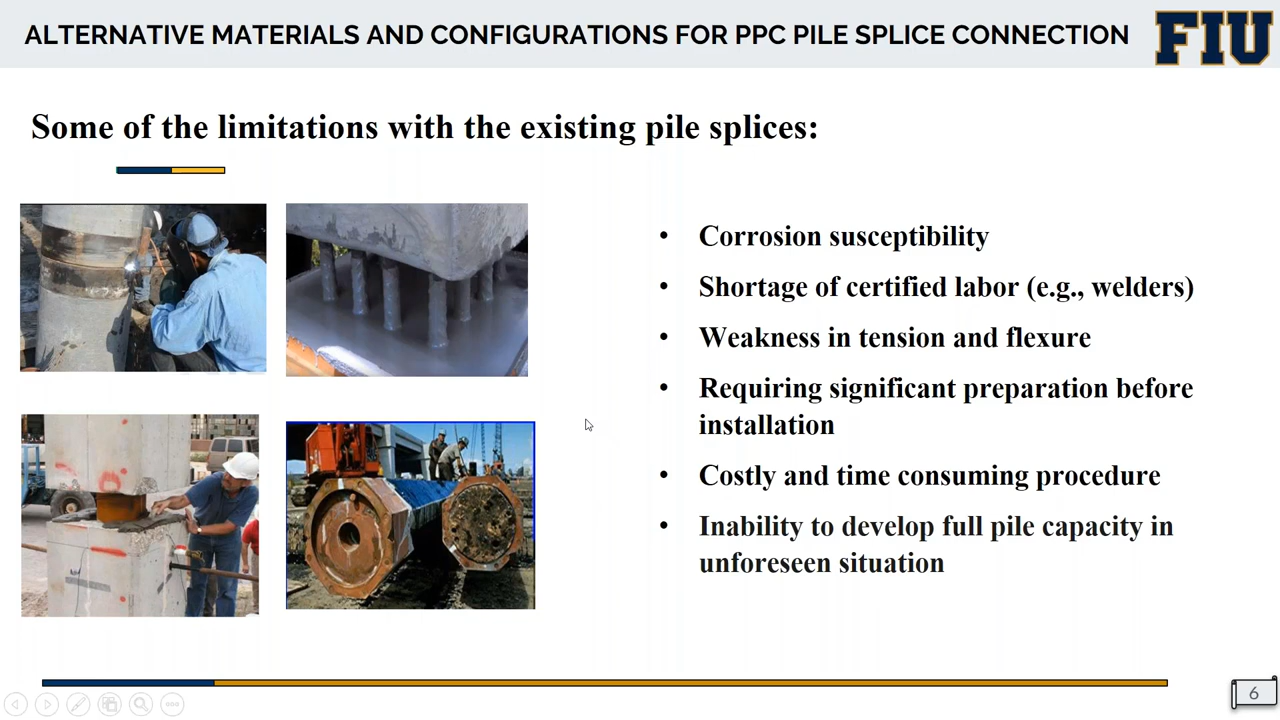 ALTERNATIVE MATERIALS AND CONFIGURATIONS FOR PPC PILE SPLICE CONNECTION
FIU
Some of the limitations with the existing pile splices:
• Corrosion susceptibility
• Shortage of certified labor (e.g., welders)
• Weakness in tension and flexure
• Requiring significant preparation before
installation
• Costly and time consuming procedure
• Inability to develop full pile capacity in
unforeseen situation
6